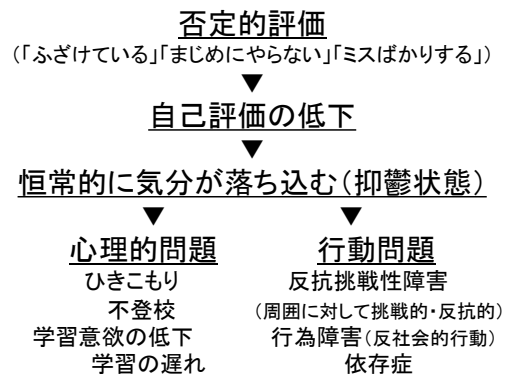 否定的評価
(「ふざけている」「まじめにやらない」「ミスばかりする」)
▼
自己評価の低下
▼
恒常的に気分が落ち込む(抑鬱状態)
▼ ▼
心理的問題 行動問題
ひきこもり 反抗挑戦性障害
不登校 (周囲に対して挑戦的・反抗的)
学習意欲の低下 行為障害(反社会的行動)
学習の遅れ 依存症